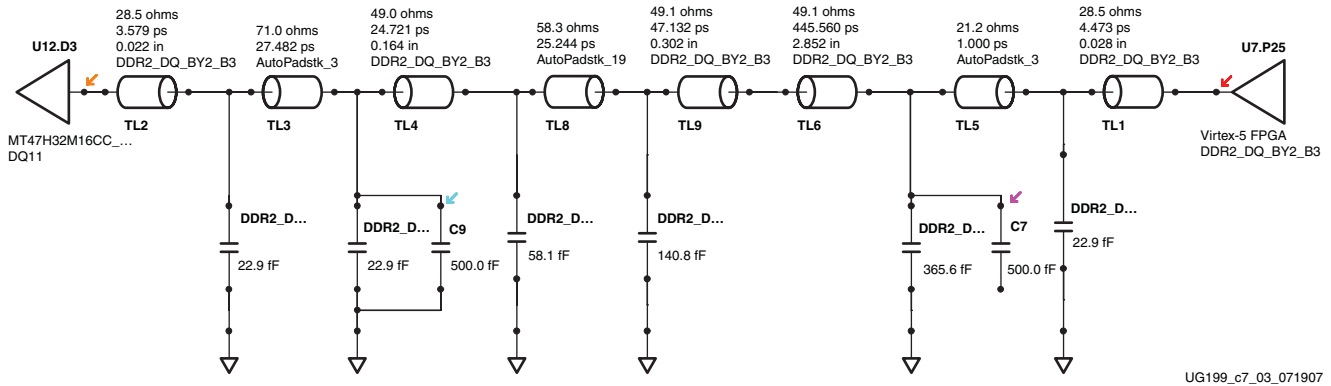 U12.D3
MT47H32M16CC_...
DQ11
28.5 ohms
3.579 ps
0.022 in
DDR2_DQ_BY2_B3
TL2
71.0 ohms
27.482 ps
AutoPadstk_3
TL3
49.0 ohms
24.721 ps
0.164 in
DDR2_DQ_BY2_B3
TL4
58.3 ohms
25.244 ps
AutoPadstk_19
TL8
49.1 ohms
47.132 ps
0.302 in
DDR2_DQ_BY2_B3
TL9
49.1 ohms
445.560 ps
2.852 in
DDR2_DQ_BY2_B3
TL6
21.2 ohms
1.000 ps
AutoPadstk_3
TL5
28.5 ohms
4.473 ps
0.028 in
DDR2_DQ_BY2_B3
TL1
U7.P25
Virtex-5 FPGA
DDR2_DQ_BY2_B3
DDR2_D...
22.9 fF
DDR2_D...
22.9 fF
C9
500.0 fF
DDR2_D...
58.1 fF
DDR2_D...
140.8 fF
DDR2_D...
365.6 fF
C7
500.0 fF
DDR2_D...
22.9 fF
UG199_c7_03_071907